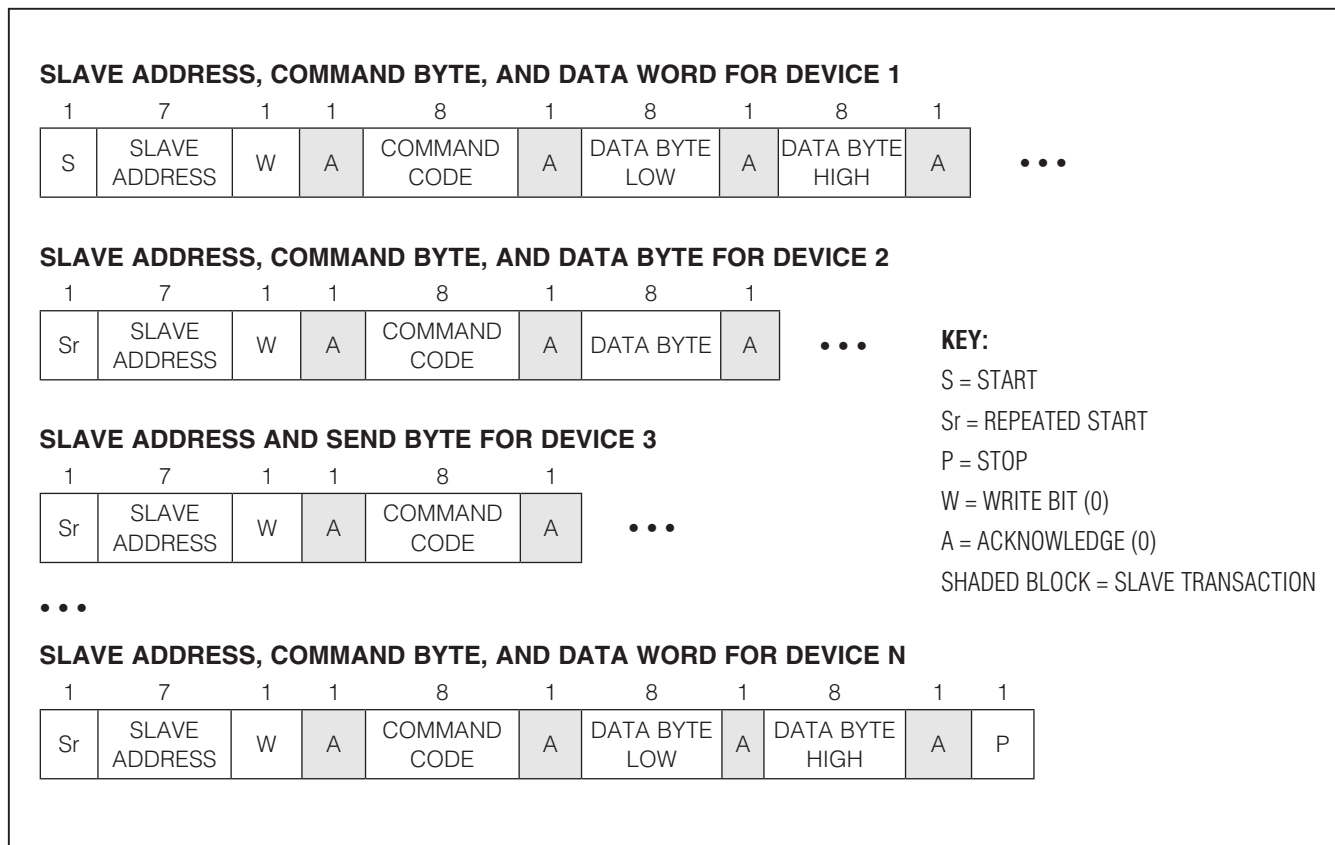 SLAVE ADDRESS, COMMAND BYTE, AND DATA WORD FOR DEVICE 1
1 7 1 1 8 1 8 1 8 1
S SLAVE ADDRESS W A COMMAND CODE A DATA BYTE LOW A DATA BYTE HIGH A •••
SLAVE ADDRESS, COMMAND BYTE, AND DATA BYTE FOR DEVICE 2
1 7 1 1 8 1 8 1
Sr SLAVE ADDRESS W A COMMAND CODE A DATA BYTE A •••
KEY:
S = START
Sr = REPEATED START
P = STOP
W = WRITE BIT (0)
A = ACKNOWLEDGE (0)
SHADED BLOCK = SLAVE TRANSACTION
SLAVE ADDRESS AND SEND BYTE FOR DEVICE 3
1 7 1 1 8 1
Sr SLAVE ADDRESS W A COMMAND CODE A •••
•••
SLAVE ADDRESS, COMMAND BYTE, AND DATA WORD FOR DEVICE N
1 7 1 1 8 1 8 1 8 1 1
Sr SLAVE ADDRESS W A COMMAND CODE A DATA BYTE LOW A DATA BYTE HIGH A P